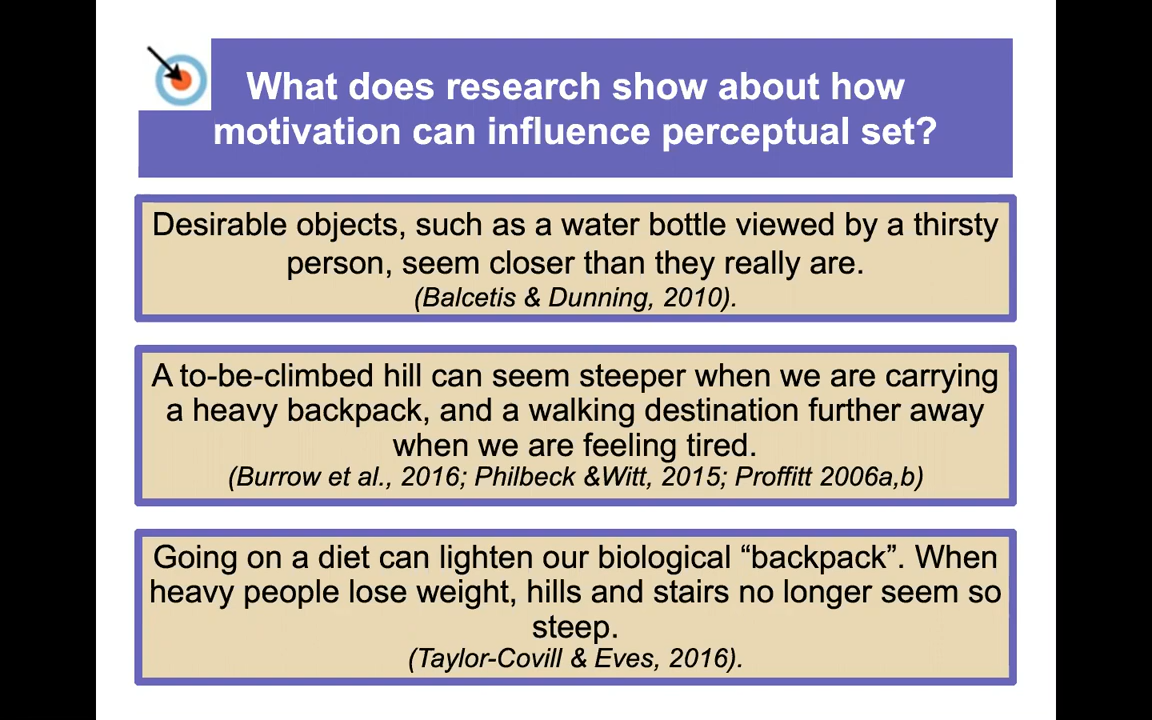 What does research show about how
motivation can influence perceptual set?
Desirable objects, such as a water bottle viewed by a thirsty
person, seem closer than they really are.
(Balcetis & Dunning, 2010).
A to-be-climbed hill can seem steeper when we are carrying
a heavy backpack, and a walking destination further away
when we are feeling tired.
(Burrow et al., 2016; Philbeck &Witt, 2015; Proffitt 2006a,b)
Going on a diet can lighten our biological “backpack”. When
heavy people lose weight, hills and stairs no longer seem so
steep.
(Taylor-Covill & Eves, 2016).